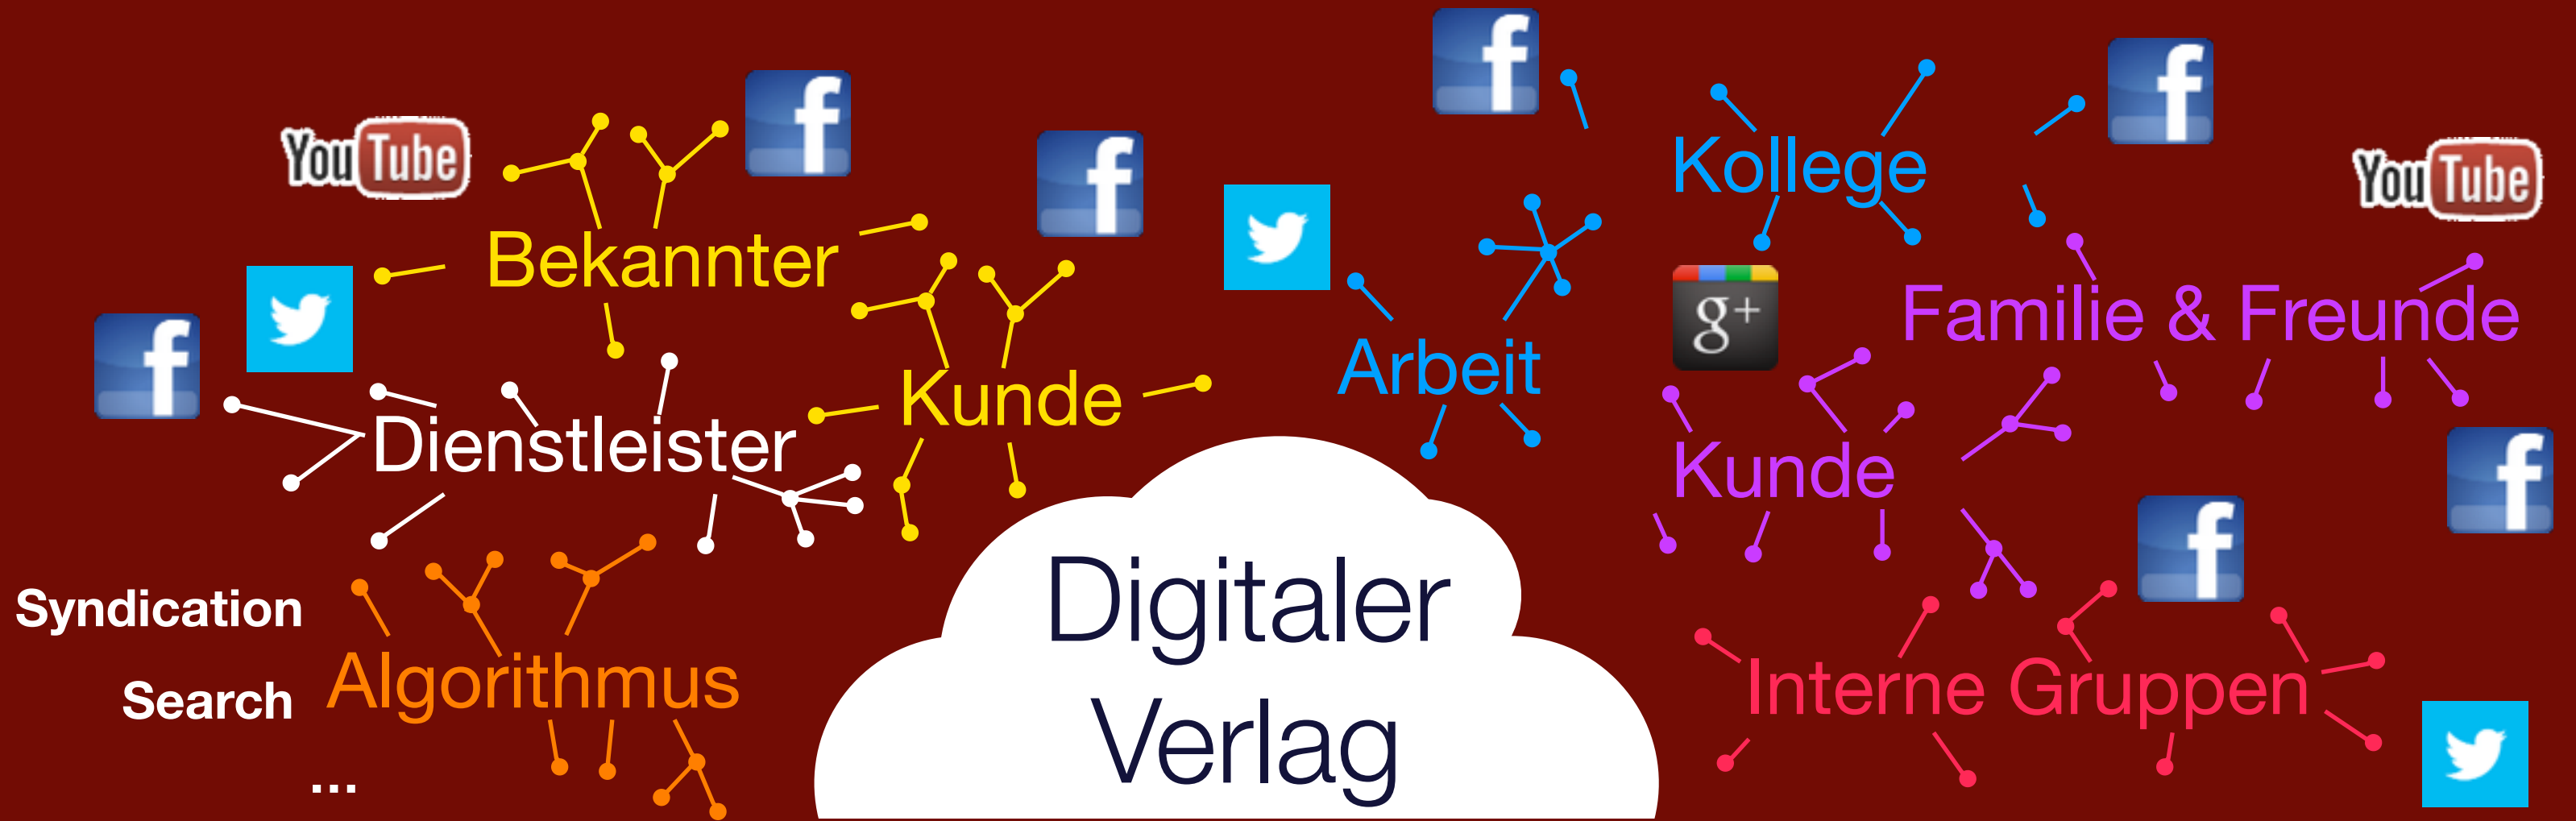 YouTube
f
f
f
f
f
YouTube
Kollege
Bekannter
g+
Familie & Freunde
f
Arbeit
Kunde
Dienstleister
Kunde
f
f
Digitaler
Verlag
Syndication
Search
...
Algorithmus
Interne Gruppen